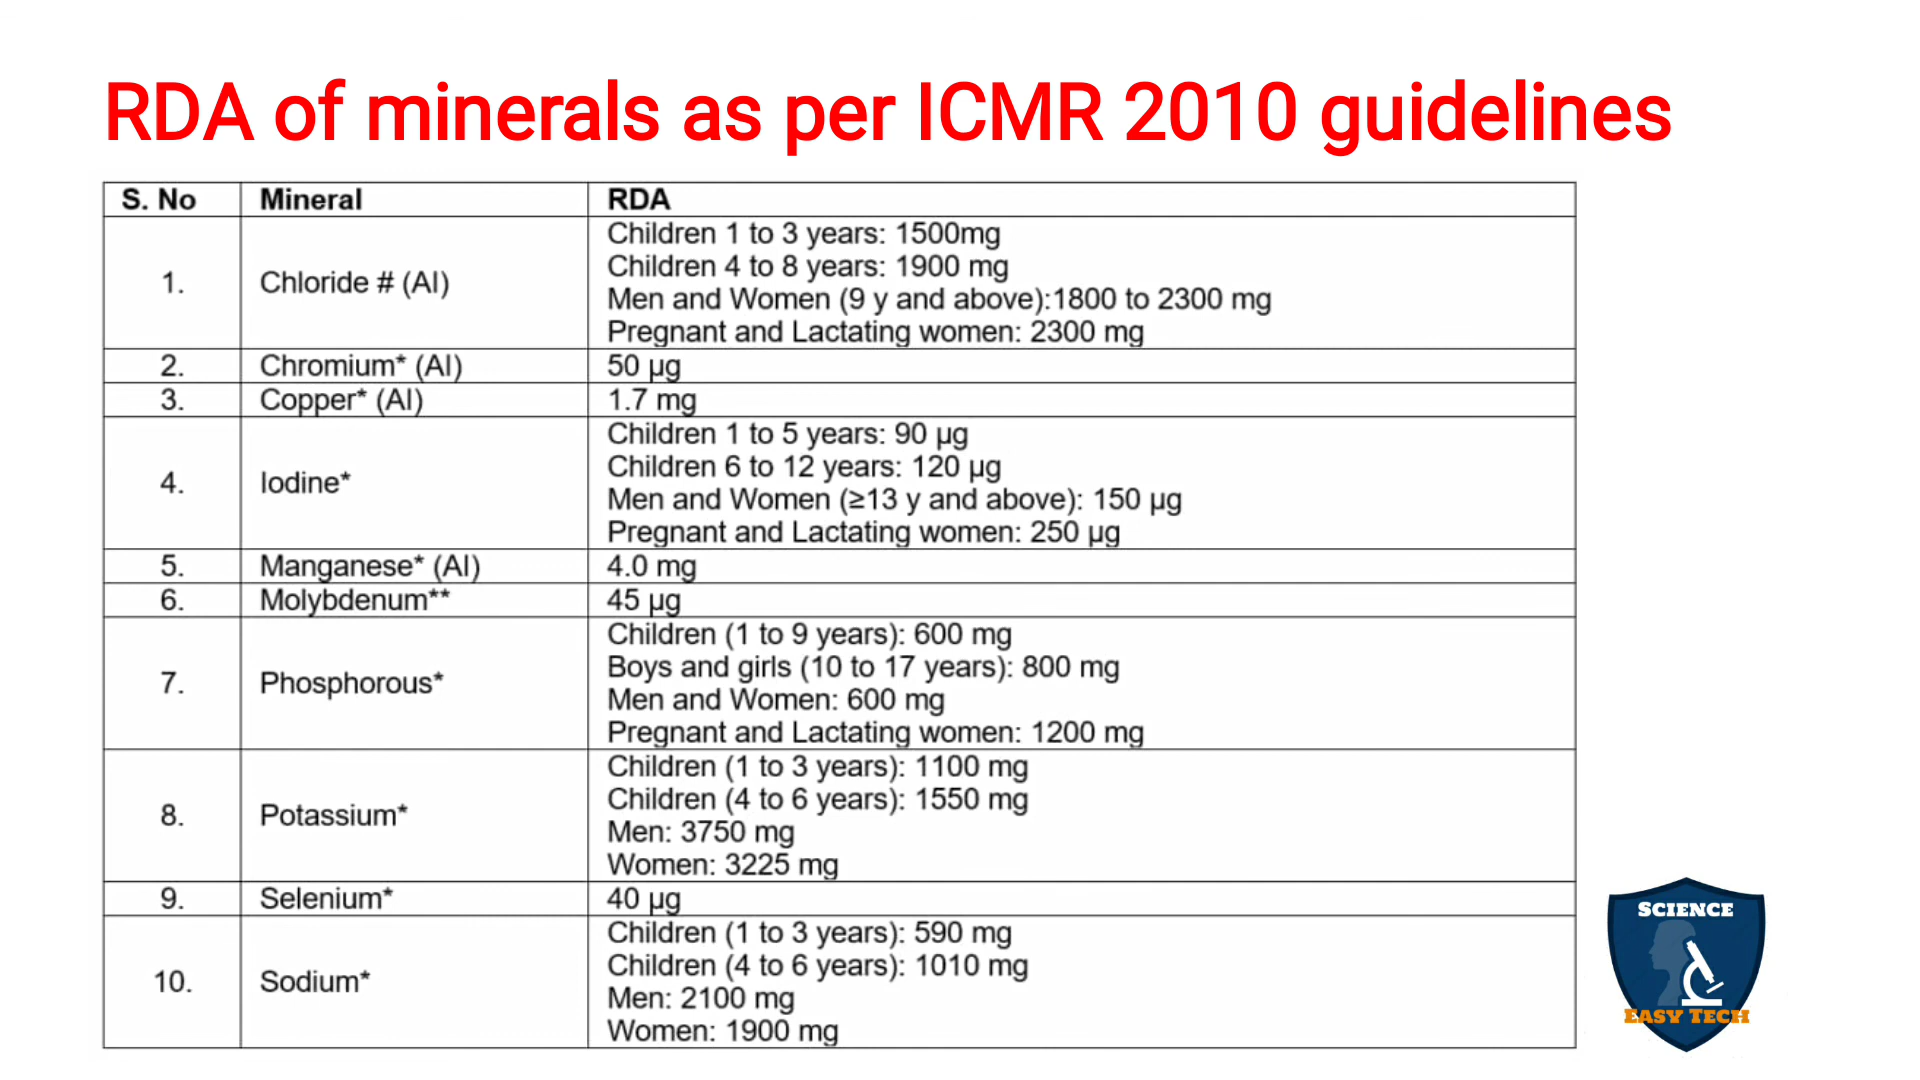 RDA of minerals as per ICMR 2010 guidelines
S. No Mineral RDA
1. Chloride # (AI)
Children 1 to 3 years: 1500mg
Children 4 to 8 years: 1900 mg
Men and Women (9 y and above):1800 to 2300 mg
Pregnant and Lactating women: 2300 mg
2. Chromium* (AI) 50 µg
3. Copper* (AI) 1.7 mg
4. Iodine*
Children 1 to 5 years: 90 µg
Children 6 to 12 years: 120 µg
Men and Women (≥13 y and above): 150 µg
Pregnant and Lactating women: 250 µg
5. Manganese* (AI) 4.0 mg
6. Molybdenum** 45 µg
7. Phosphorous*
Children (1 to 9 years): 600 mg
Boys and girls (10 to 17 years): 800 mg
Men and Women: 600 mg
Pregnant and Lactating women: 1200 mg
8. Potassium*
Children (1 to 3 years): 1100 mg
Children (4 to 6 years): 1550 mg
Men: 3750 mg
Women: 3225 mg
9. Selenium* 40 µg
10. Sodium*
Children (1 to 3 years): 590 mg
Children (4 to 6 years): 1010 mg
Men: 2100 mg
Women: 1900 mg
SCIENCE
EASY TECH